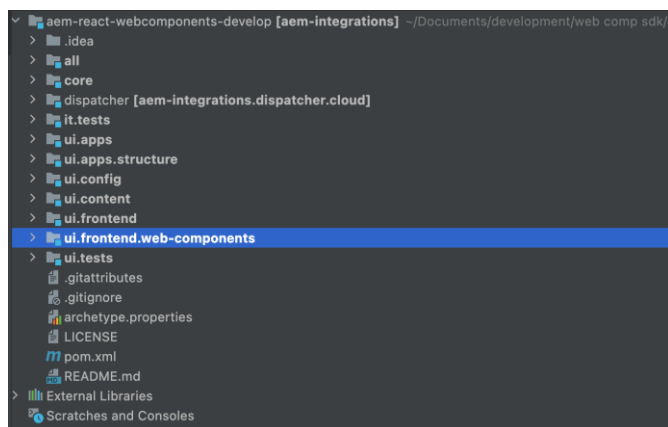 aem-react-webcomponents-develop [aem-integrations] ~/Documents/development/web comp sdk/
.idea
all
core
dispatcher [aem-integrations.dispatcher.cloud]
it.tests
ui.apps
ui.apps.structure
ui.config
ui.content
ui.frontend
ui.frontend.web-components
ui.tests
.gitattributes
.gitignore
archetype.properties
LICENSE
m pom.xml
README.md
External Libraries
Scratches and Consoles